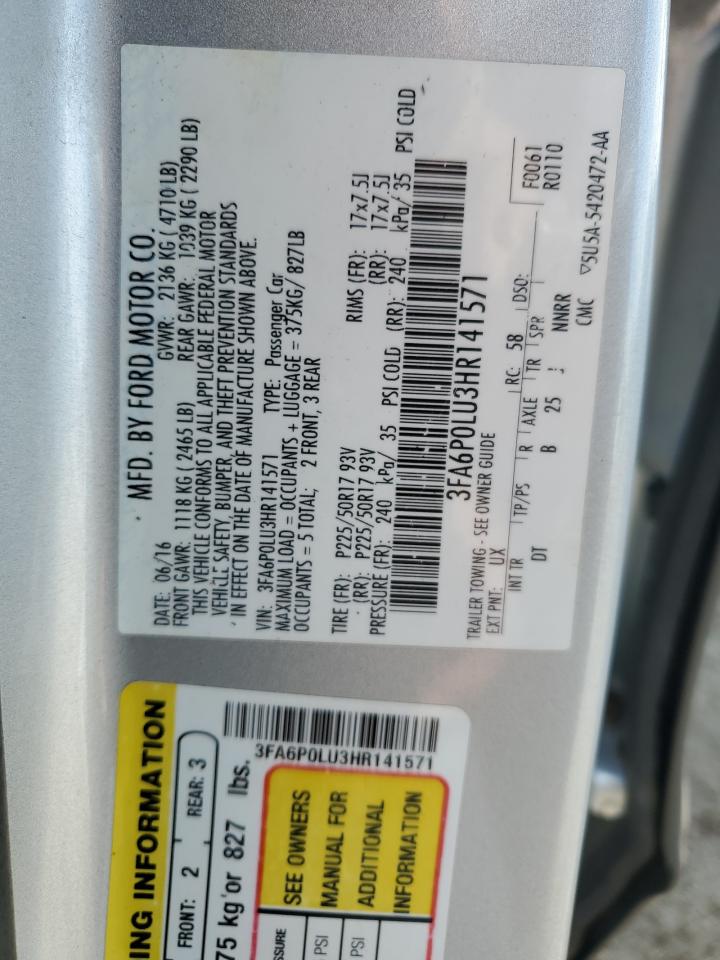 MFD. BY FORD MOTOR CO.
DATE: 06/16 GVWR: 2136 KG ( 4710 LB)
FRONT GAWR: 1118 KG (2465 LB) REAR GAWR: 1039 KG ( 2290 LB)
THIS VEHICLE CONFORMS TO ALL APPLICABLE FEDERAL MOTOR
VEHICLE SAFETY, BUMPER, AND THEFT PREVENTION STANDARDS
IN EFFECT ON THE DATE OF MANUFACTURE SHOWN ABOVE.
VIN: 3FA6P0LU3HR141571 TYPE: Passenger Car
MAXIMUM LOAD = OCCUPANTS + LUGGAGE = 375KG/ 827LB
OCCUPANTS = 5 TOTAL; 2 FRONT, 3 REAR
TIRE (FR): P225/50R17 93V RIMS (FR): 17x7.5J
(RR): P225/50R17 93V (RR): 17x7.5J
PRESSURE (FR): 240 kPa/ 35 PSI COLD (RR): 240 kPa/ 35 PSI COLD
3FA6P0LU3HR141571
TRAILER TOWING - SEE OWNER GUIDE
EXT PNT: UX RC: 58 DSO: F0061
R0110
INT TR TP/PS R AXLE TR SPR
DT B 25 J NNRR
CMC ▽5U5A-5420472-AA
ING INFORMATION
FRONT: 2 REAR: 3
75 kg or 827 lbs.
3FA6P0LU3HR141571
SSURE
PSI
PSI
SEE OWNERS
MANUAL FOR
ADDITIONAL
INFORMATION